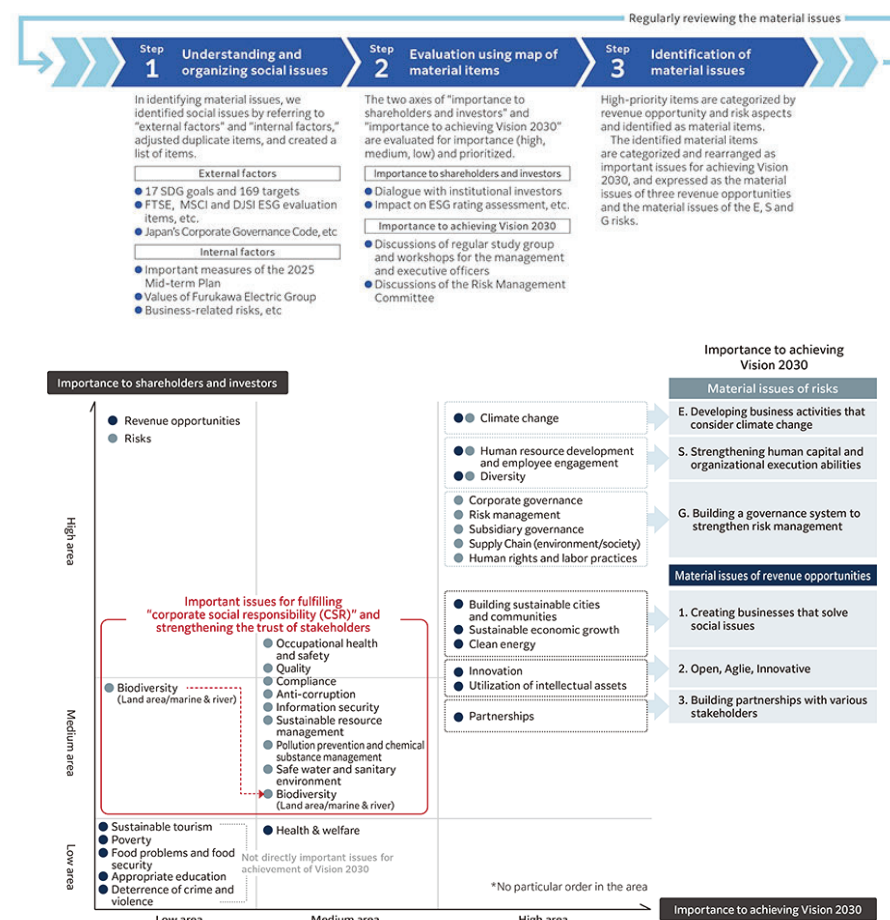 Regularly reviewing the material issues
Step 1
Understanding and
organizing social issues
Step 2
Evaluation using map of
material items
Step 3
Identification of
material issues
In identifying material issues, we
identified social issues by referring to
"external factors" and "internal factors,"
adjusted duplicate items, and created a
list of items.
External factors
● 17 SDG goals and 169 targets
● FTSE, MSCI and DJSI ESG evaluation
items, etc.
● Japan's Corporate Governance Code, etc
Internal factors
● Important measures of the 2025
Mid-term Plan
● Values of Furukawa Electric Group
● Business-related risks, etc
The two axes of "importance to
shareholders and investors" and
"importance to achieving Vision 2030"
are evaluated for importance (high,
medium, low) and prioritized.
Importance to shareholders and investors
● Dialogue with institutional investors
● Impact on ESG rating assessment, etc.
Importance to achieving Vision 2030
● Discussions of regular study group
and workshops for the management
and executive officers
● Discussions of the Risk Management
Committee
High-priority items are categorized by
revenue opportunity and risk aspects
and identified as material items.
The identified material items
are categorized and rearranged as
important issues for achieving Vision
2030, and expressed as the material
issues of three revenue opportunities
and the material issues of the E, S and
G risks.
Importance to shareholders and investors
Importance to achieving
Vision 2030
Material issues of risks
● Revenue opportunities
● Risks
High area
Medium area
Low area
●● Climate change
E. Developing business activities that
consider climate change
●● Human resource development
and employee engagement
●● Diversity
S. Strengthening human capital and
organizational execution abilities
● Corporate governance
● Risk management
● Subsidiary governance
● Supply Chain (environment/society)
● Human rights and labor practices
G. Building a governance system to
strengthen risk management
Material issues of revenue opportunities
Important issues for fulfilling
"corporate social responsibility (CSR)" and
strengthening the trust of stakeholders
● Building sustainable cities
and communities
● Sustainable economic growth
● Clean energy
1. Creating businesses that solve
social issues
● Innovation
● Utilization of intellectual assets
2. Open, Aglie, Innovative
● Partnerships
3. Building partnerships with various
stakeholders
● Biodiversity
(Land area/marine & river)
● Occupational health
and safety
● Quality
● Compliance
● Anti-corruption
● Information security
● Sustainable resource
management
● Pollution prevention and chemical
substance management
● Safe water and sanitary
environment
● Biodiversity
(Land area/marine & river)
● Sustainable tourism
● Poverty
● Food problems and food
security
● Appropriate education
● Deterrence of crime and
violence
● Health & welfare
Not directly important issues for
achievement of Vision 2030
*No particular order in the area
Low area
Medium area
High area
Importance to achieving Vision 2030